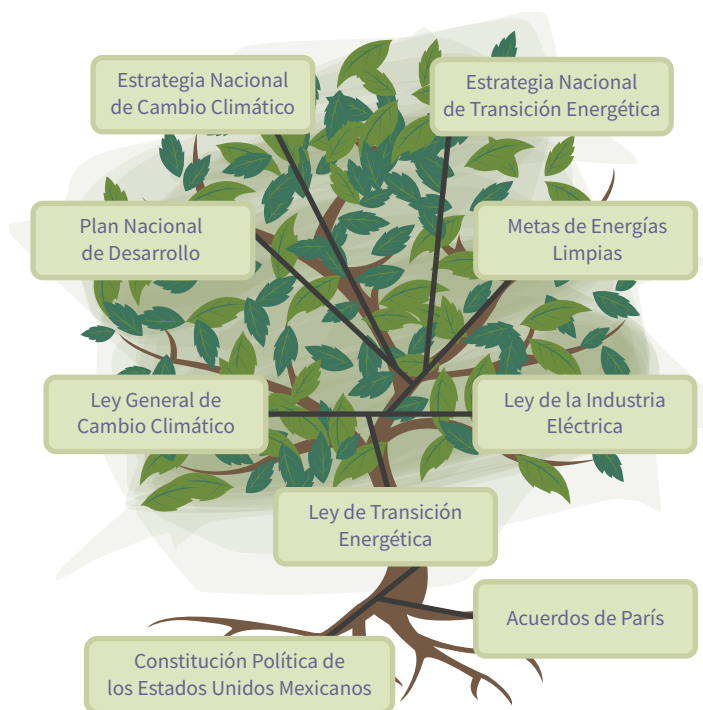 Estrategia Nacional
de Cambio Climático
Estrategia Nacional
de Transición Energética
Plan Nacional
de Desarrollo
Metas de Energías
Limpias
Ley General de
Cambio Climático
Ley de la Industria
Eléctrica
Ley de Transición
Energética
Acuerdos de París
Constitución Política de
los Estados Unidos Mexicanos